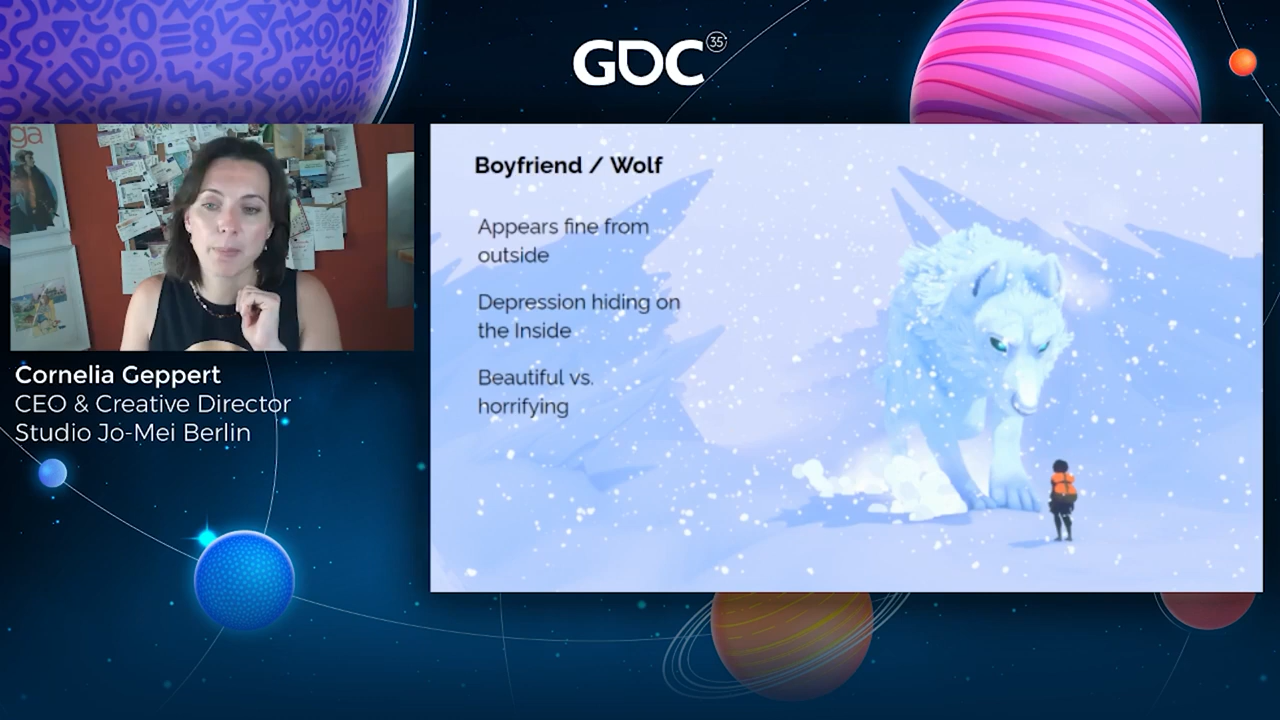 GDC 35
ga
Cornelia Geppert
CEO & Creative Director
Studio Jo-Mei Berlin
Boyfriend / Wolf
Appears fine from
outside
Depression hiding on
the Inside
Beautiful vs.
horrifying